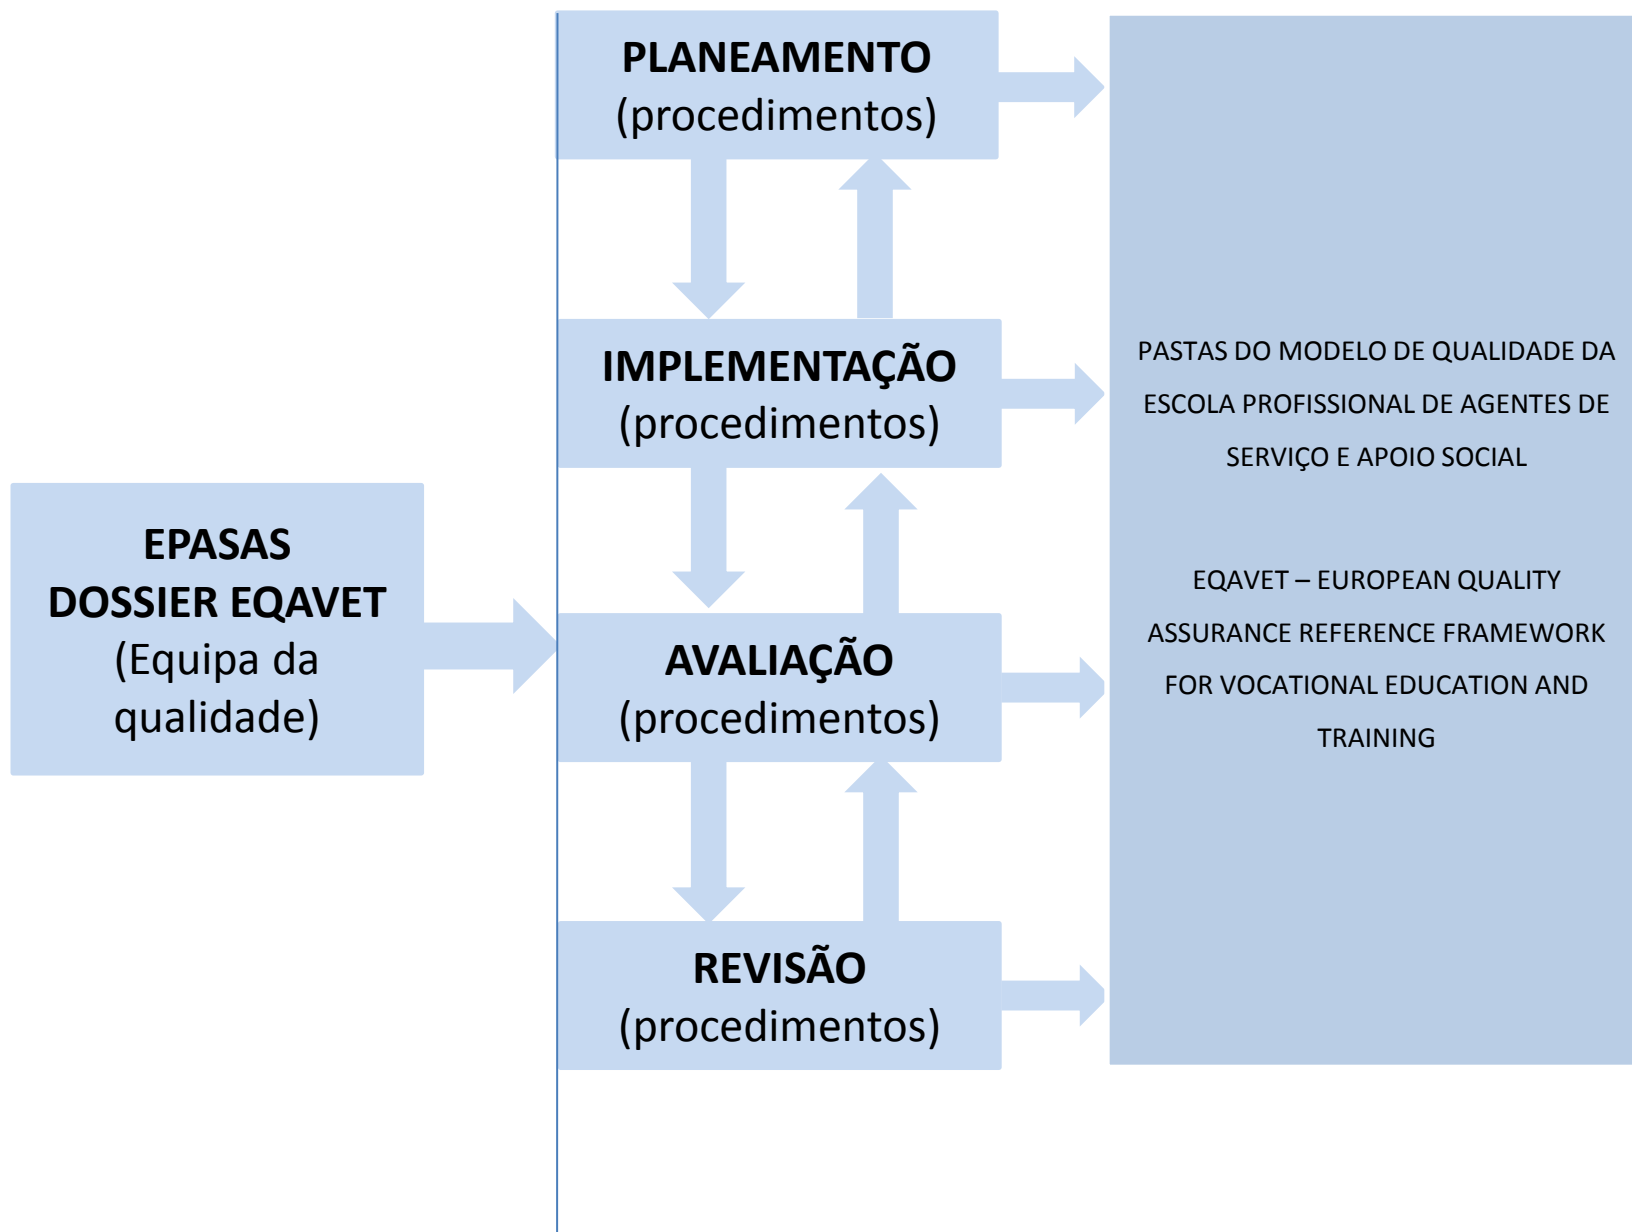 PLANEAMENTO
(procedimentos)
IMPLEMENTAÇÃO
(procedimentos)
EPASAS
DOSSIER EQAVET
(Equipa da
qualidade)
AVALIAÇÃO
(procedimentos)
REVISÃO
(procedimentos)
PASTAS DO MODELO DE QUALIDADE DA
ESCOLA PROFISSIONAL DE AGENTES DE
SERVIÇO E APOIO SOCIAL
EQAVET – EUROPEAN QUALITY
ASSURANCE REFERENCE FRAMEWORK
FOR VOCATIONAL EDUCATION AND
TRAINING